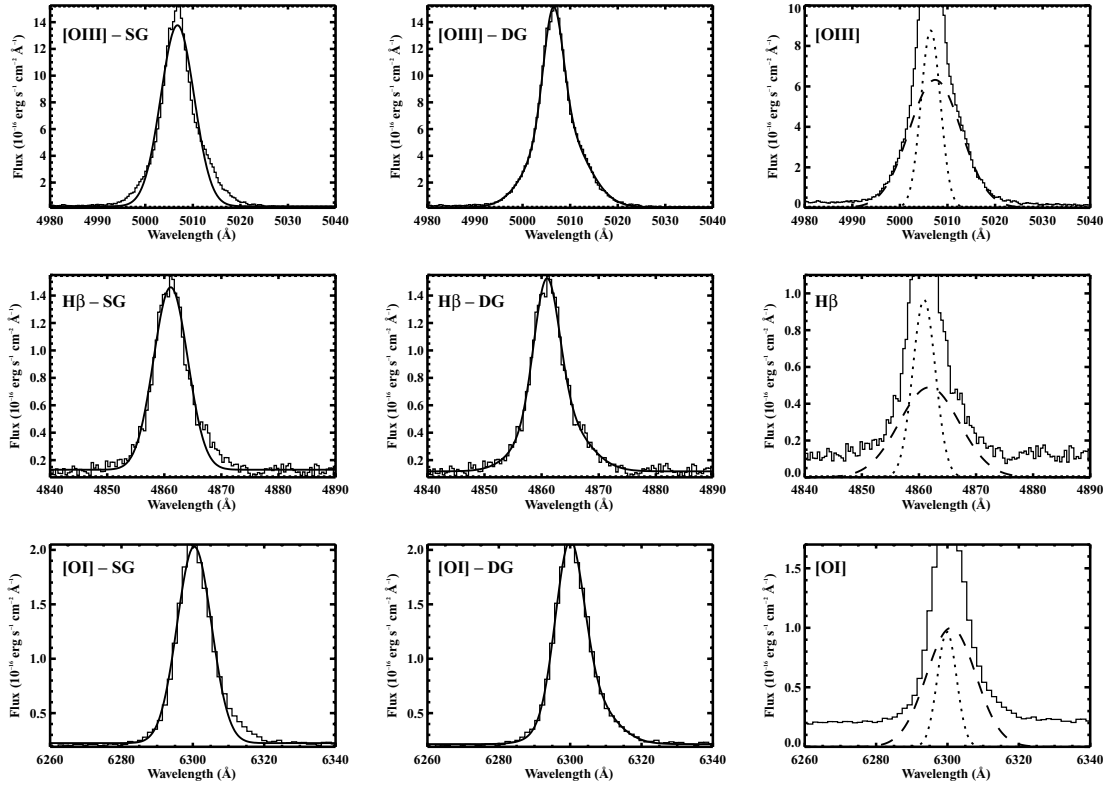 [OIII] – SG
Flux (10⁻¹⁶ erg s⁻¹ cm⁻² Å⁻¹)
14
12
10
8
6
4
2
4980 4990 5000 5010 5020 5030 5040
Wavelength (Å)
[OIII] – DG
Flux (10⁻¹⁶ erg s⁻¹ cm⁻² Å⁻¹)
14
12
10
8
6
4
2
4980 4990 5000 5010 5020 5030 5040
Wavelength (Å)
[OIII]
Flux (10⁻¹⁶ erg s⁻¹ cm⁻² Å⁻¹)
10
8
6
4
2
0
4980 4990 5000 5010 5020 5030 5040
Wavelength (Å)
Hβ – SG
Flux (10⁻¹⁶ erg s⁻¹ cm⁻² Å⁻¹)
1.4
1.2
1.0
0.8
0.6
0.4
0.2
4840 4850 4860 4870 4880 4890
Wavelength (Å)
Hβ – DG
Flux (10⁻¹⁶ erg s⁻¹ cm⁻² Å⁻¹)
1.4
1.2
1.0
0.8
0.6
0.4
0.2
4840 4850 4860 4870 4880 4890
Wavelength (Å)
Hβ
Flux (10⁻¹⁶ erg s⁻¹ cm⁻² Å⁻¹)
1.0
0.8
0.6
0.4
0.2
0.0
4840 4850 4860 4870 4880 4890
Wavelength (Å)
[OI] – SG
Flux (10⁻¹⁶ erg s⁻¹ cm⁻² Å⁻¹)
2.0
1.5
1.0
0.5
6260 6280 6300 6320 6340
Wavelength (Å)
[OI] – DG
Flux (10⁻¹⁶ erg s⁻¹ cm⁻² Å⁻¹)
2.0
1.5
1.0
0.5
6260 6280 6300 6320 6340
Wavelength (Å)
[OI]
Flux (10⁻¹⁶ erg s⁻¹ cm⁻² Å⁻¹)
1.5
1.0
0.5
0.0
6260 6280 6300 6320 6340
Wavelength (Å)